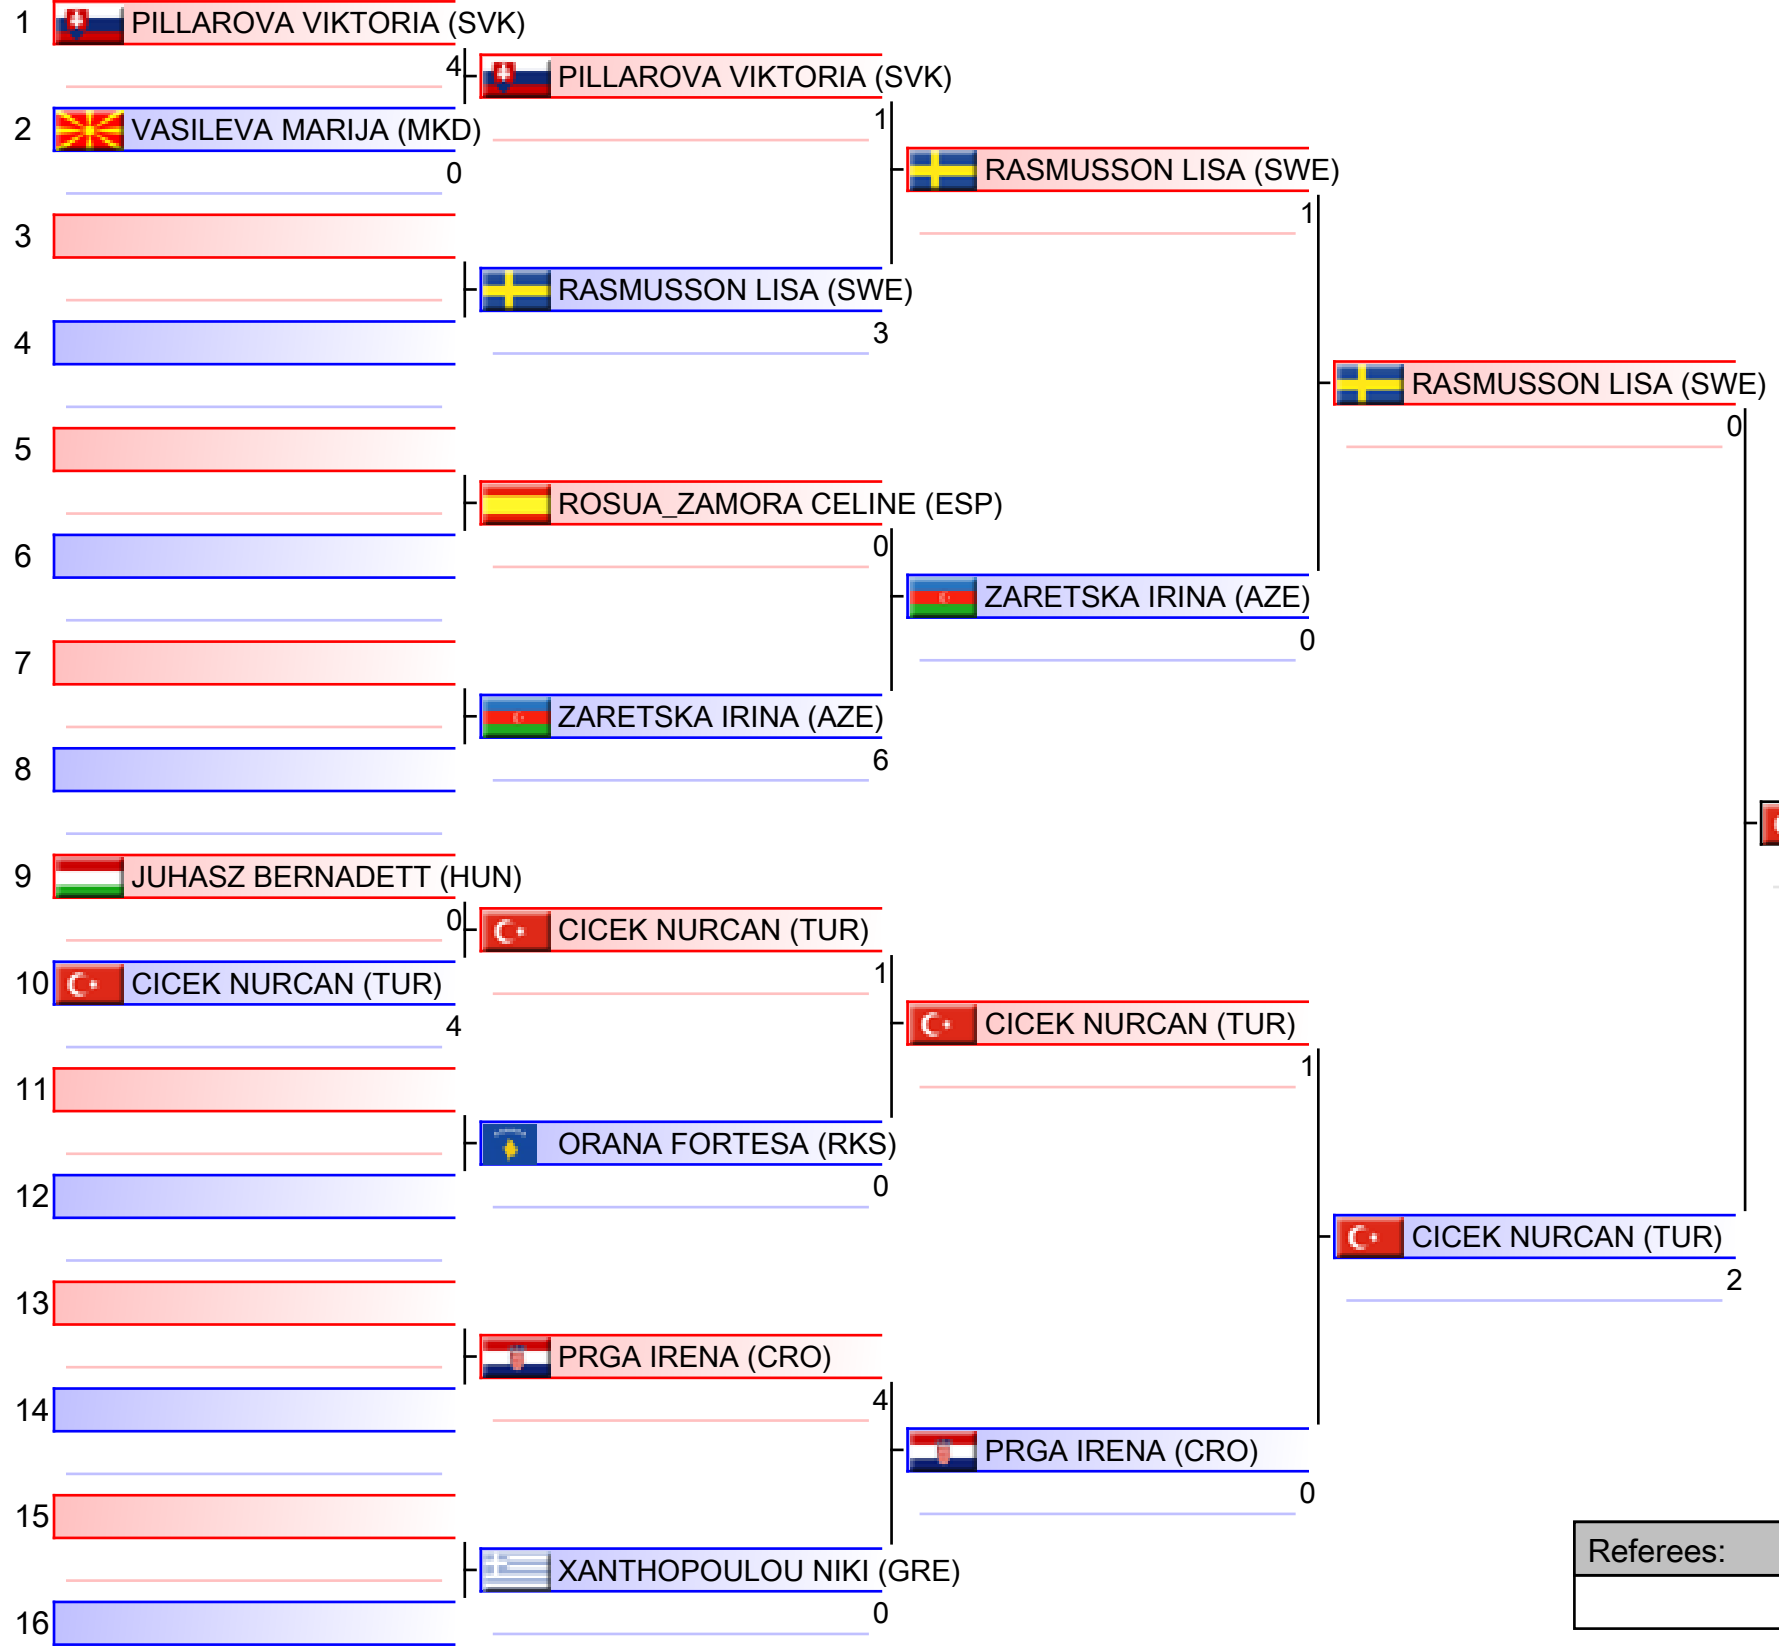 1 PILLAROVA VIKTORIA (SVK)
4 PILLAROVA VIKTORIA (SVK)
1
2 VASILEVA MARIJA (MKD)
0
RASMUSSON LISA (SWE)
1
3
RASMUSSON LISA (SWE)
3
4
RASMUSSON LISA (SWE)
0
5
ROSUA_ZAMORA CELINE (ESP)
0
6
ZARETSKA IRINA (AZE)
0
7
ZARETSKA IRINA (AZE)
6
8
9 JUHASZ BERNADETT (HUN)
0 CICEK NURCAN (TUR)
1
10 CICEK NURCAN (TUR)
4
CICEK NURCAN (TUR)
1
11
ORANA FORTESA (RKS)
0
12
CICEK NURCAN (TUR)
2
13
PRGA IRENA (CRO)
4
14
PRGA IRENA (CRO)
0
15
XANTHOPOULOU NIKI (GRE)
0
16
Referees: